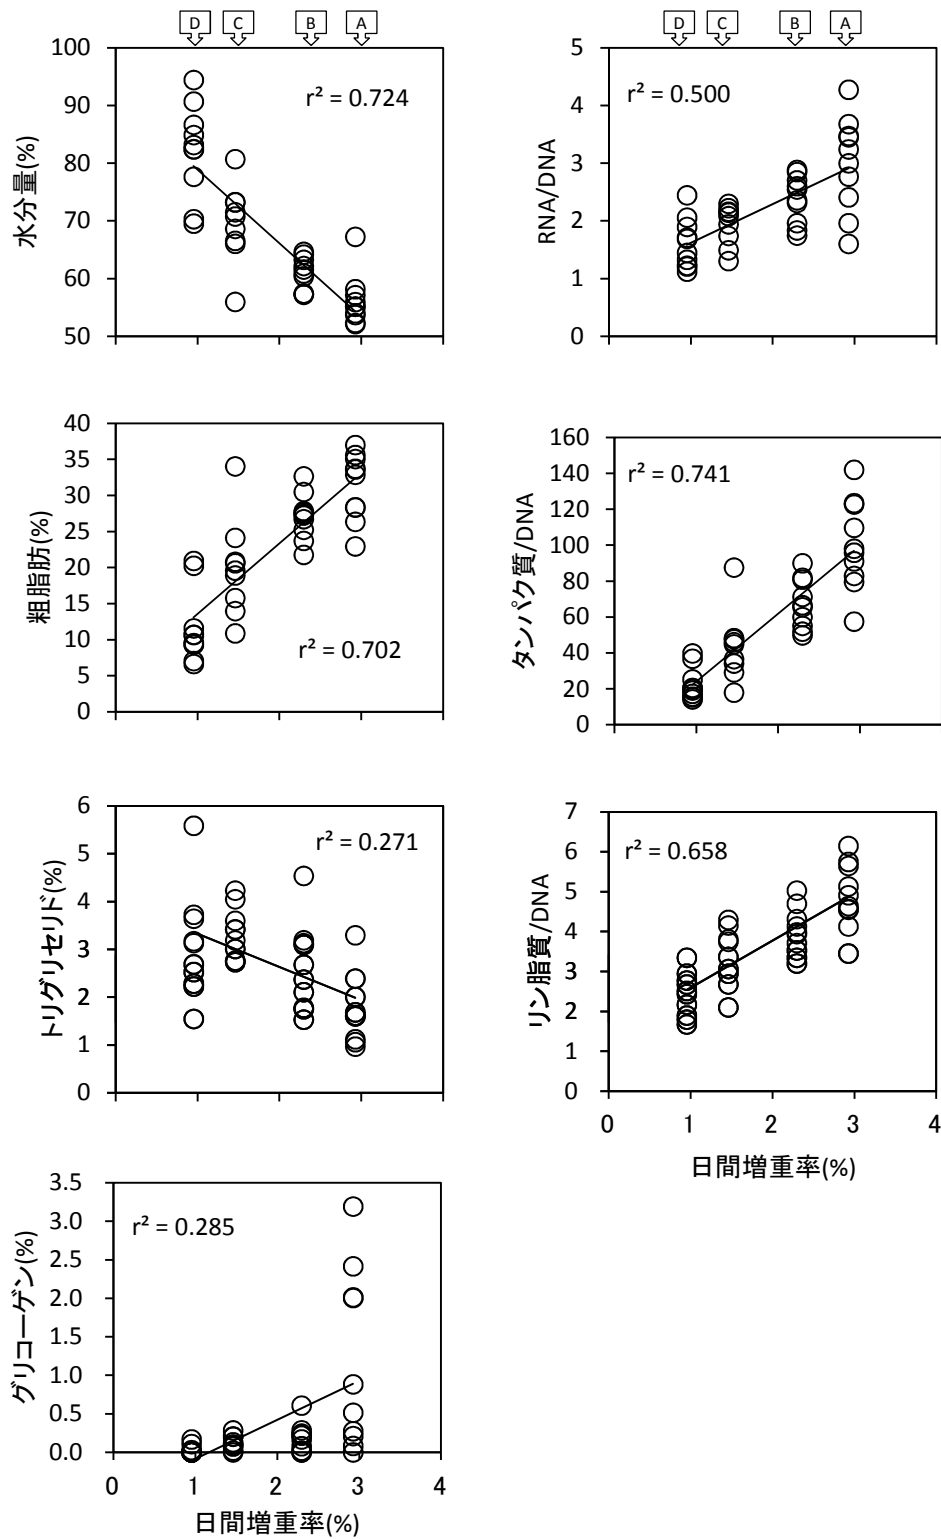 D C B A
D C B A
100
90
80
70
60
50
水分量(%)
r² = 0.724
5
4
3
2
1
0
RNA/DNA
r² = 0.500
40
35
30
25
20
15
10
5
0
粗脂肪(%)
r² = 0.702
160
140
120
100
80
60
40
20
0
タンパク質/DNA
r² = 0.741
6
5
4
3
2
1
0
トリグリセリド(%)
r² = 0.271
7
6
5
4
3
2
1
0
リン脂質/DNA
r² = 0.658
0 1 2 3 4
日間増重率(%)
3.5
3.0
2.5
2.0
1.5
1.0
0.5
0.0
グリコーゲン(%)
r² = 0.285
0 1 2 3 4
日間増重率(%)